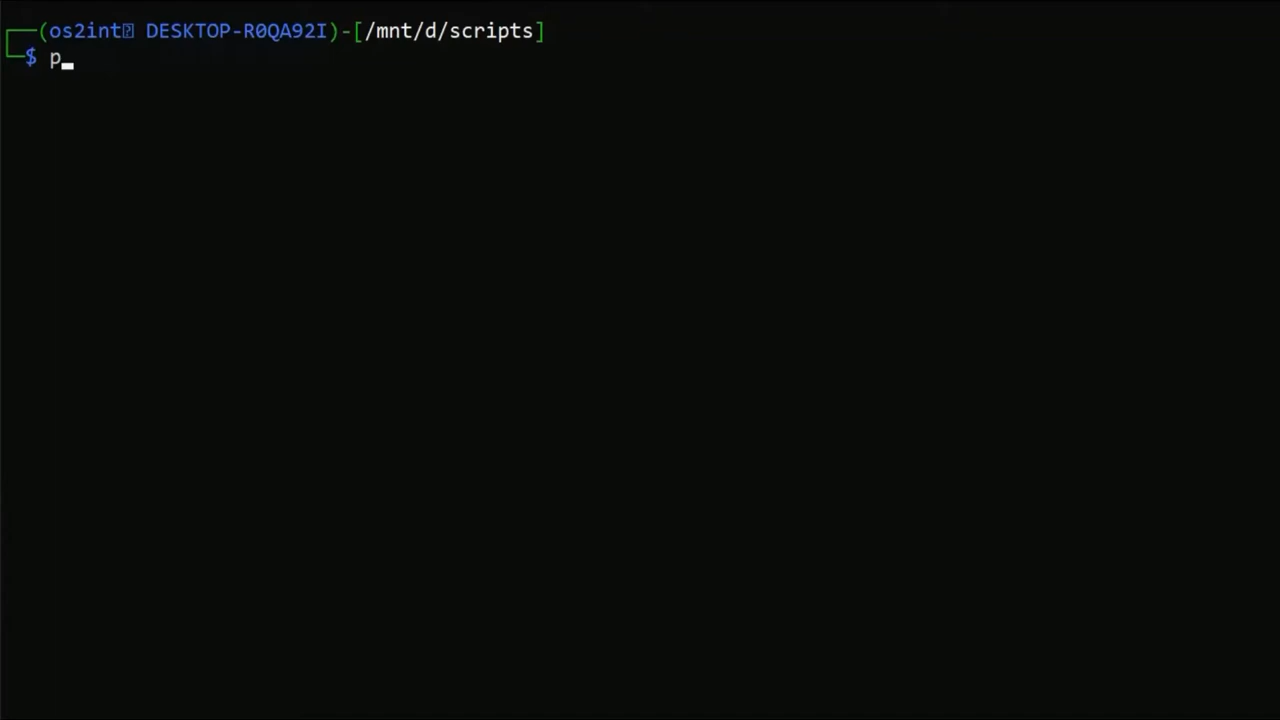 ┌──(os2int㉿ DESKTOP-R0QA92I)-[/mnt/d/scripts]
└─$ p